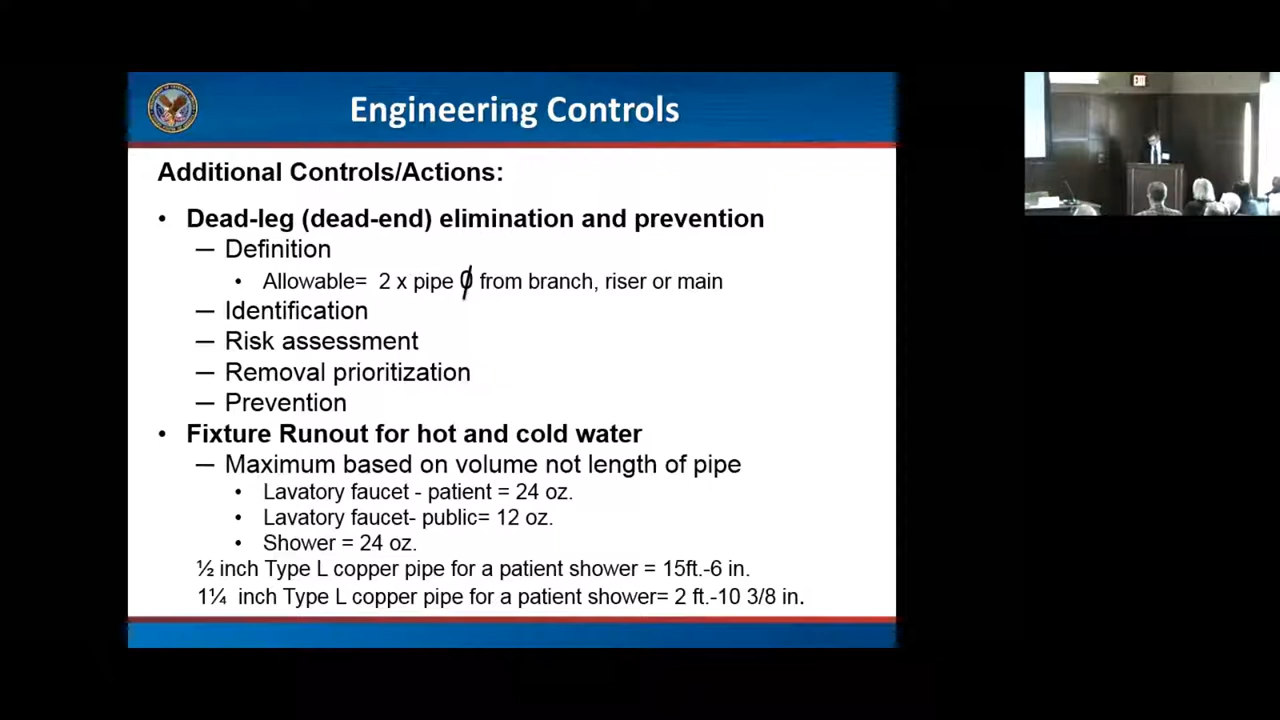 Engineering Controls
EXIT
Additional Controls/Actions:
• Dead-leg (dead-end) elimination and prevention
— Definition
• Allowable= 2 x pipe Ø from branch, riser or main
— Identification
— Risk assessment
— Removal prioritization
— Prevention
• Fixture Runout for hot and cold water
— Maximum based on volume not length of pipe
• Lavatory faucet - patient = 24 oz.
• Lavatory faucet- public= 12 oz.
• Shower = 24 oz.
½ inch Type L copper pipe for a patient shower = 15ft.-6 in.
1¼ inch Type L copper pipe for a patient shower= 2 ft.-10 3/8 in.